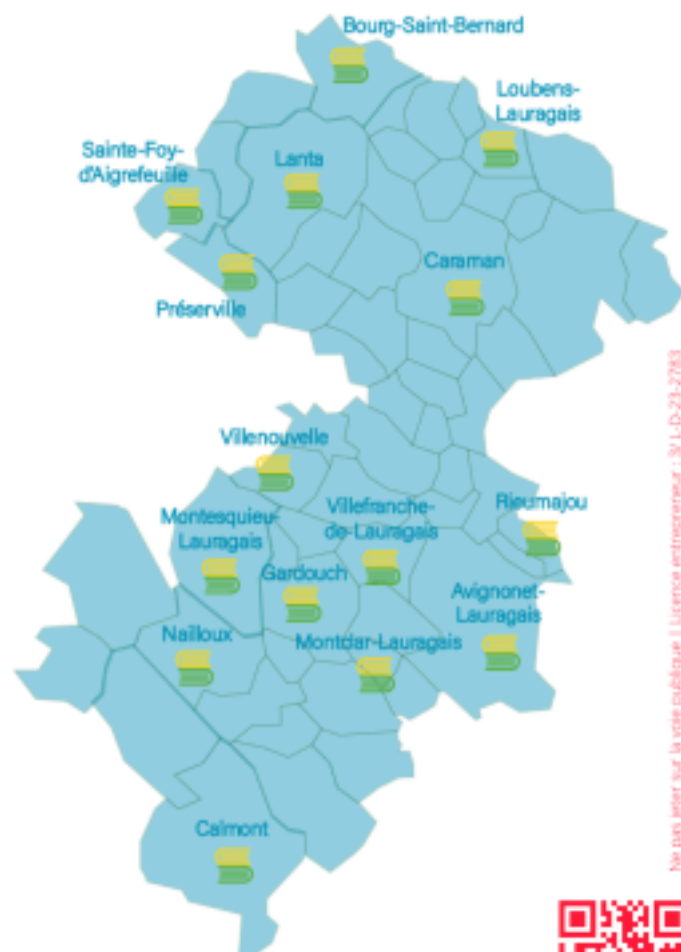 Bourg-Saint-Bernard
Loubens-
Lauragais
Sainte-Foy-
d'Aigrefeuille
Lanta
Caraman
Préserville
Villenouvelle
Montesquieu-
Lauragais
Villefranche-
de-Lauragais
Rieumajou
Gardouch
Avignonet-
Lauragais
Nailloux
Montclar-Lauragais
Calmont
Ne pas jeter sur la voie publique | Licence entrepreneur : 3/ L-D-23-2783